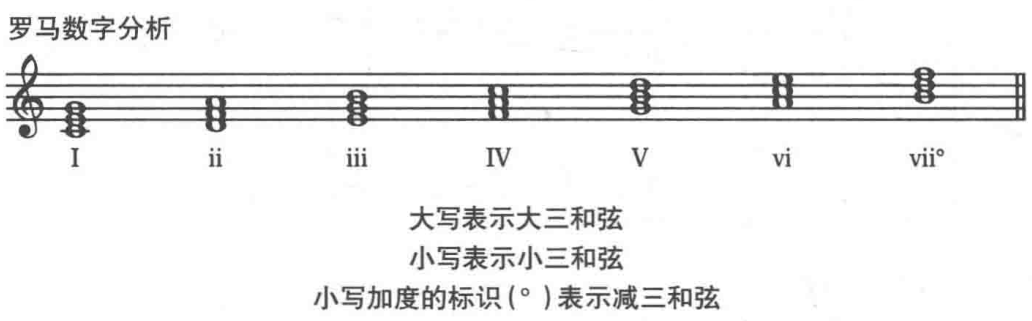 罗马数字分析
I ii iii IV V vi vii°
大写表示大三和弦
小写表示小三和弦
小写加度的标识(°)表示减三和弦